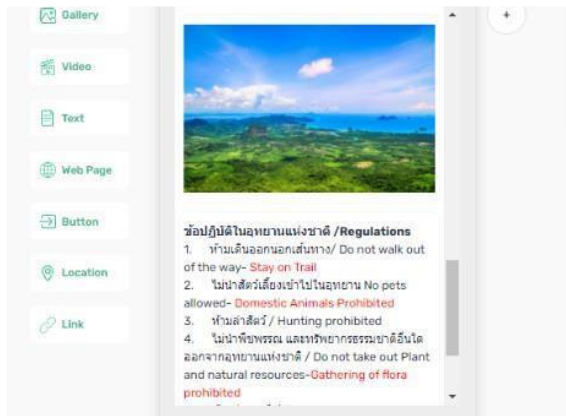 Gallery
Video
Text
Web Page
Button
Location
Link
+
ข้อปฏิบัติในอุทยานแห่งชาติ /Regulations
1. ห้ามเดินออกนอกเส้นทาง/ Do not walk out
of the way- Stay on Trail
2. ไม่นำสัตว์เลี้ยงเข้าไปในอุทยาน No pets
allowed- Domestic Animals Prohibited
3. ห้ามล่าสัตว์ / Hunting prohibited
4. ไม่นำพืชพรรณ และทรัพยากรธรรมชาติอื่นใด
ออกจากอุทยานแห่งชาติ / Do not take out Plant
and natural resources-Gathering of flora
prohibited